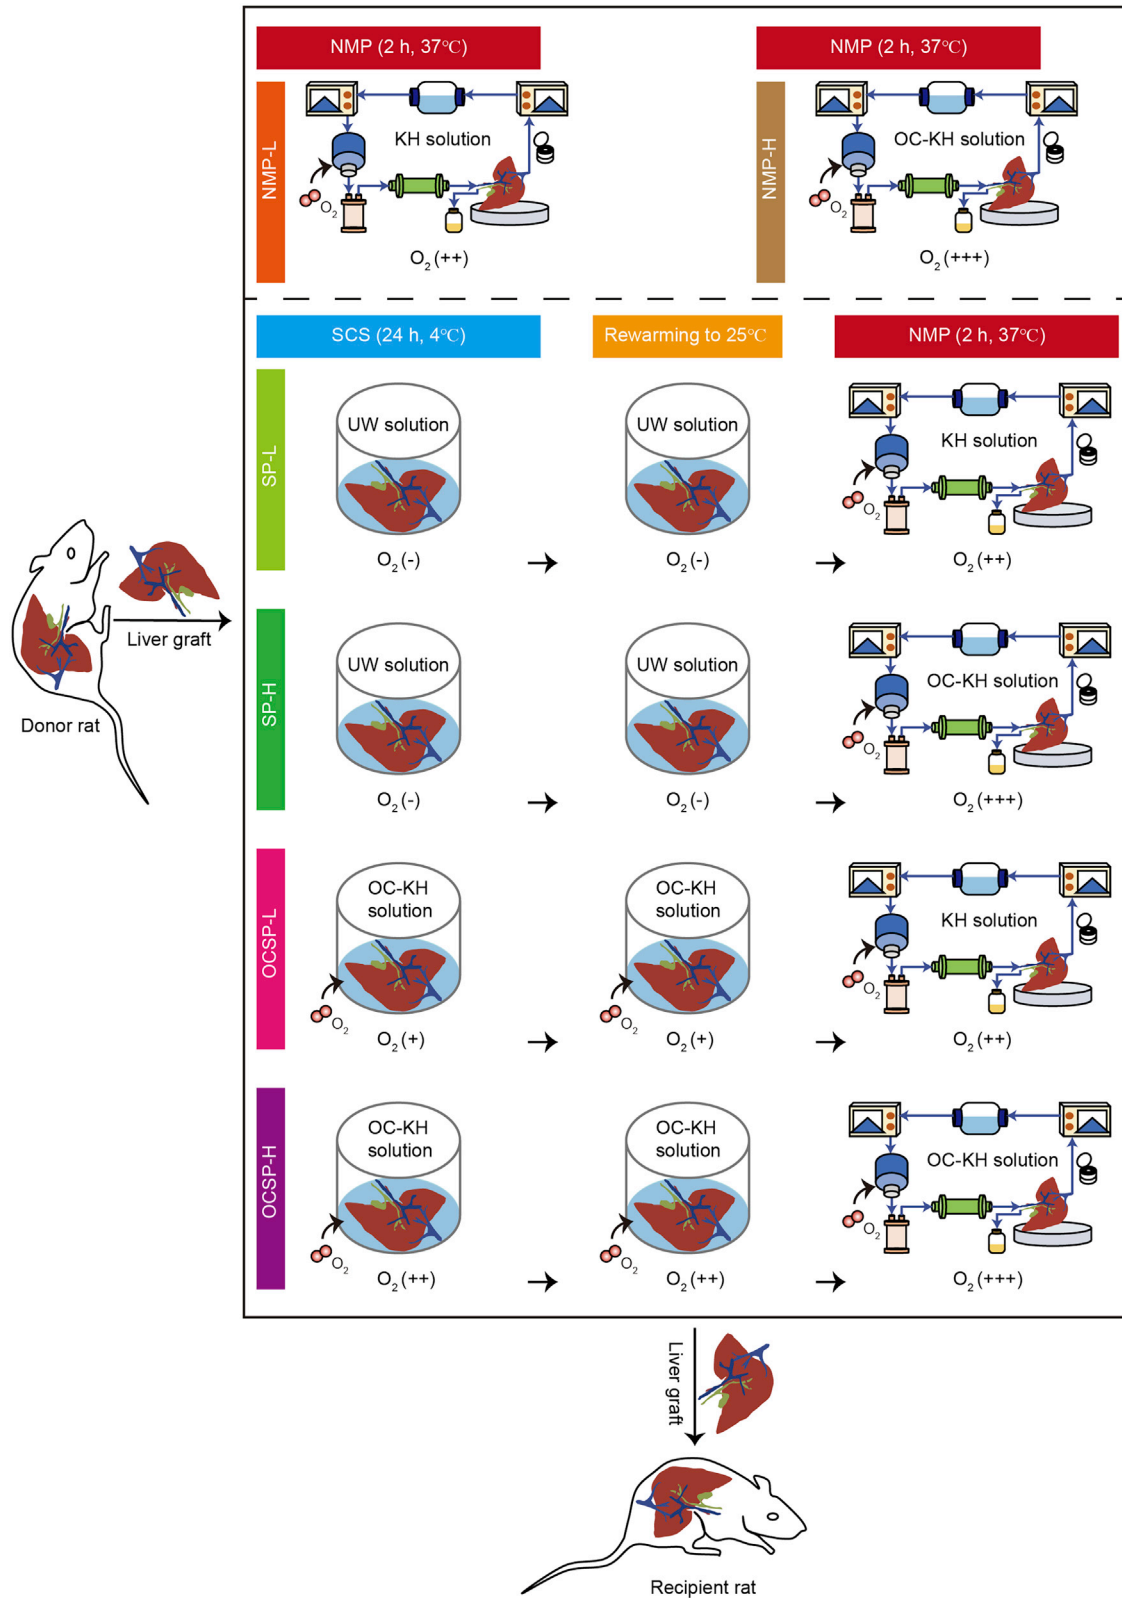 NMP (2 h, 37℃)
NMP (2 h, 37℃)
NMP-L
KH solution
O2
O2 (++)
NMP-H
OC-KH solution
O2
O2 (+++)
SCS (24 h, 4℃)
Rewarming to 25℃
NMP (2 h, 37℃)
SP-L
UW solution
O2 (-)
UW solution
O2 (-)
KH solution
O2
O2 (++)
Liver graft
Donor rat
SP-H
UW solution
O2 (-)
UW solution
O2 (-)
OC-KH solution
O2
O2 (+++)
OCSP-L
OC-KH
solution
O2
O2 (+)
OC-KH
solution
O2
O2 (+)
KH solution
O2
O2 (++)
OCSP-H
OC-KH
solution
O2
O2 (++)
OC-KH
solution
O2
O2 (++)
OC-KH solution
O2
O2 (+++)
Liver graft
Recipient rat